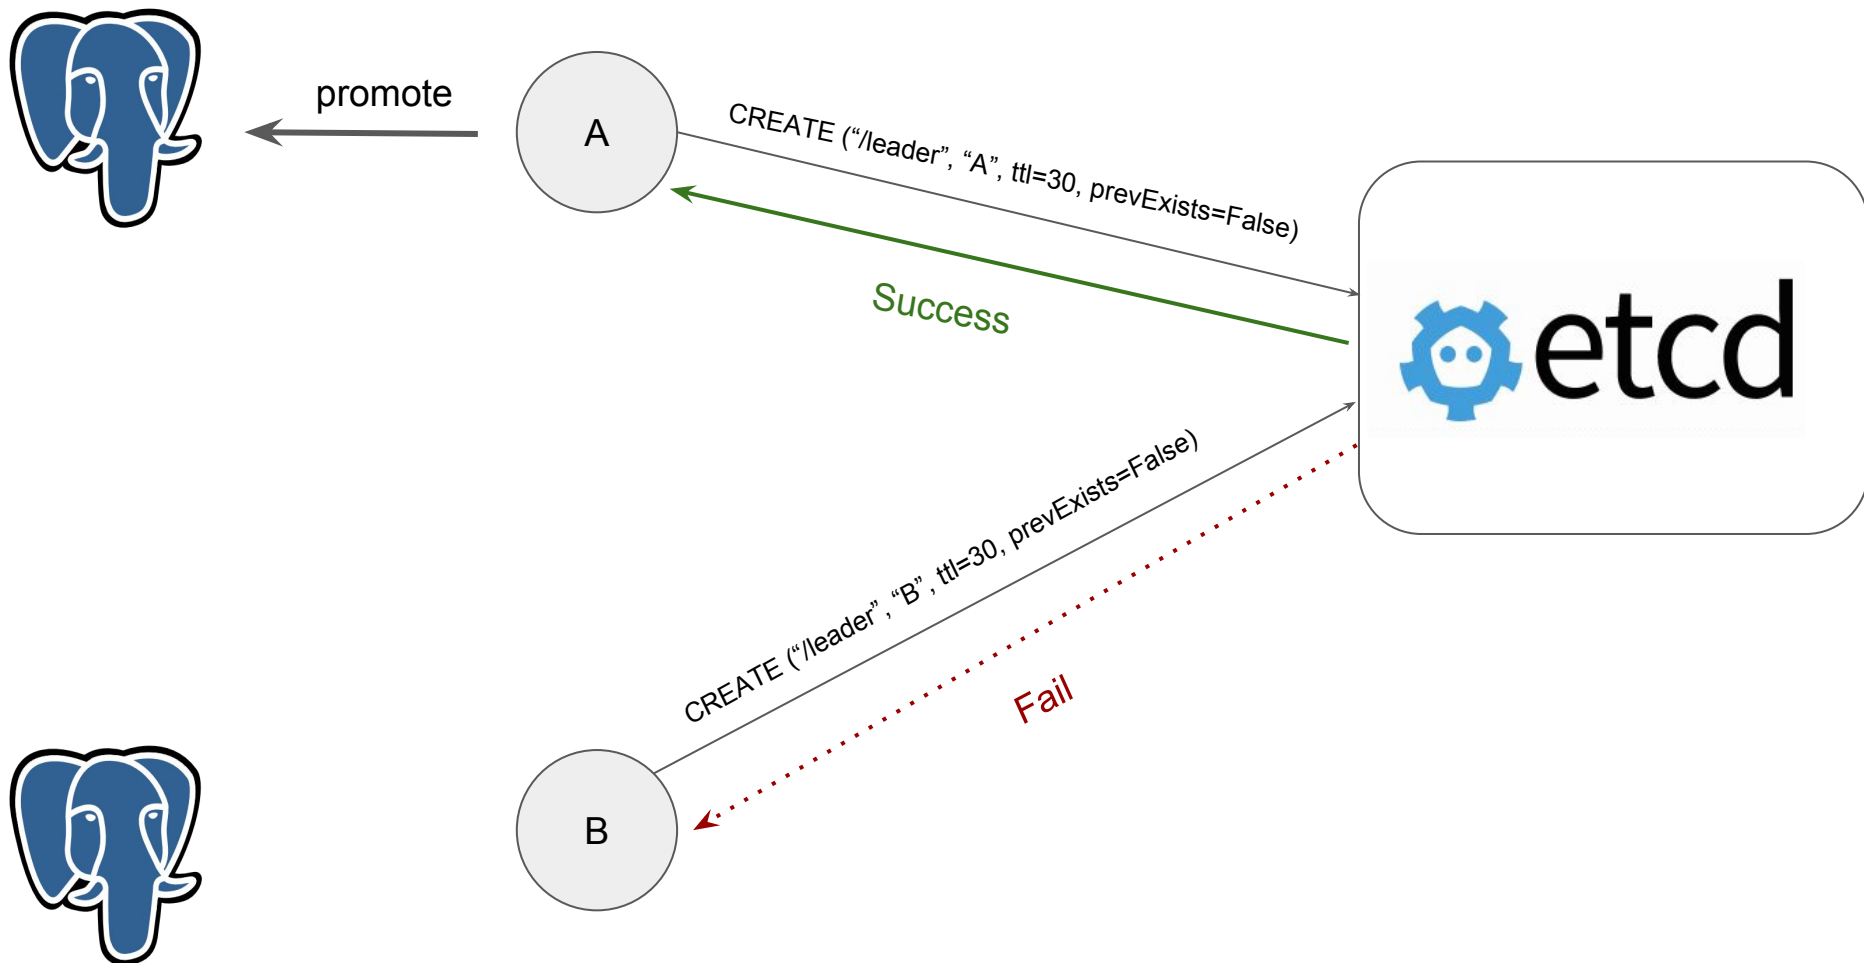 promote
A
CREATE (“/leader”, “A”, ttl=30, prevExists=False)
Success
etcd
CREATE (“/leader”, “B”, ttl=30, prevExists=False)
Fail
B